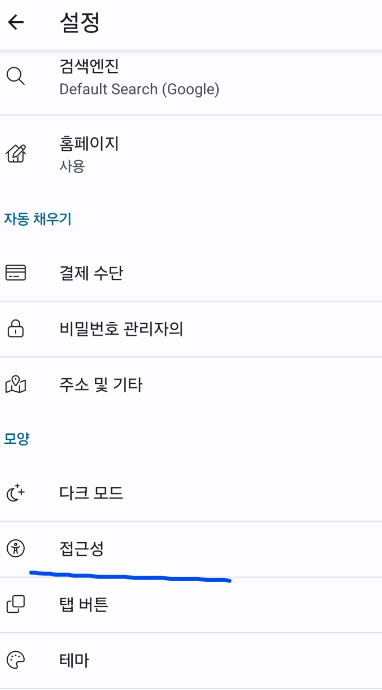 설정
검색엔진
Default Search (Google)
홈페이지
사용
자동 채우기
결제 수단
비밀번호 관리자의
주소 및 기타
모양
다크 모드
접근성
탭 버튼
테마